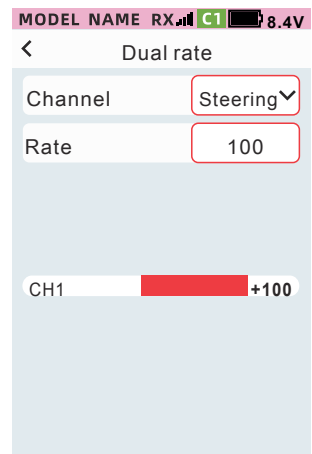 MODEL NAME RX C1 8.4V
Dual rate
Channel Steering
Rate 100
CH1 +100